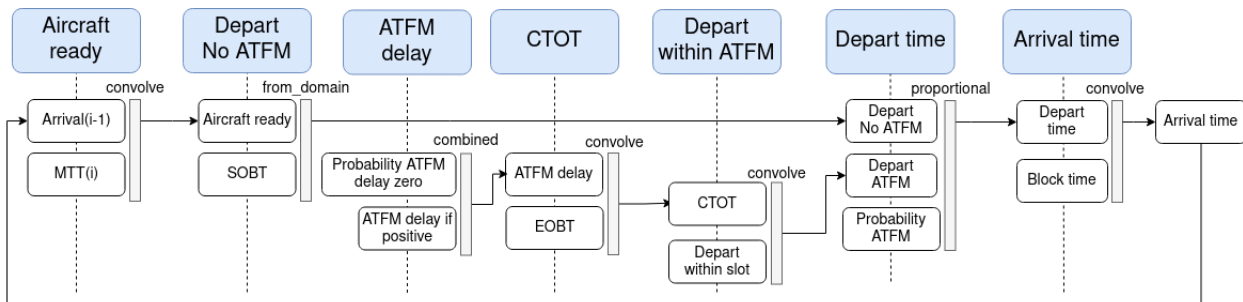 Aircraft
ready
Depart
No ATFM
ATFM
delay
CTOT
Depart
within ATFM
Depart time
Arrival time
convolve
from_domain
proportional
convolve
Arrival(i-1)
Aircraft ready
Depart
No ATFM
Depart
time
Arrival time
combined
convolve
MTT(i)
SOBT
Probability ATFM
delay zero
ATFM delay
convolve
Depart
ATFM
Block time
CTOT
ATFM delay if
positive
EOBT
Probability
ATFM
Depart
within slot